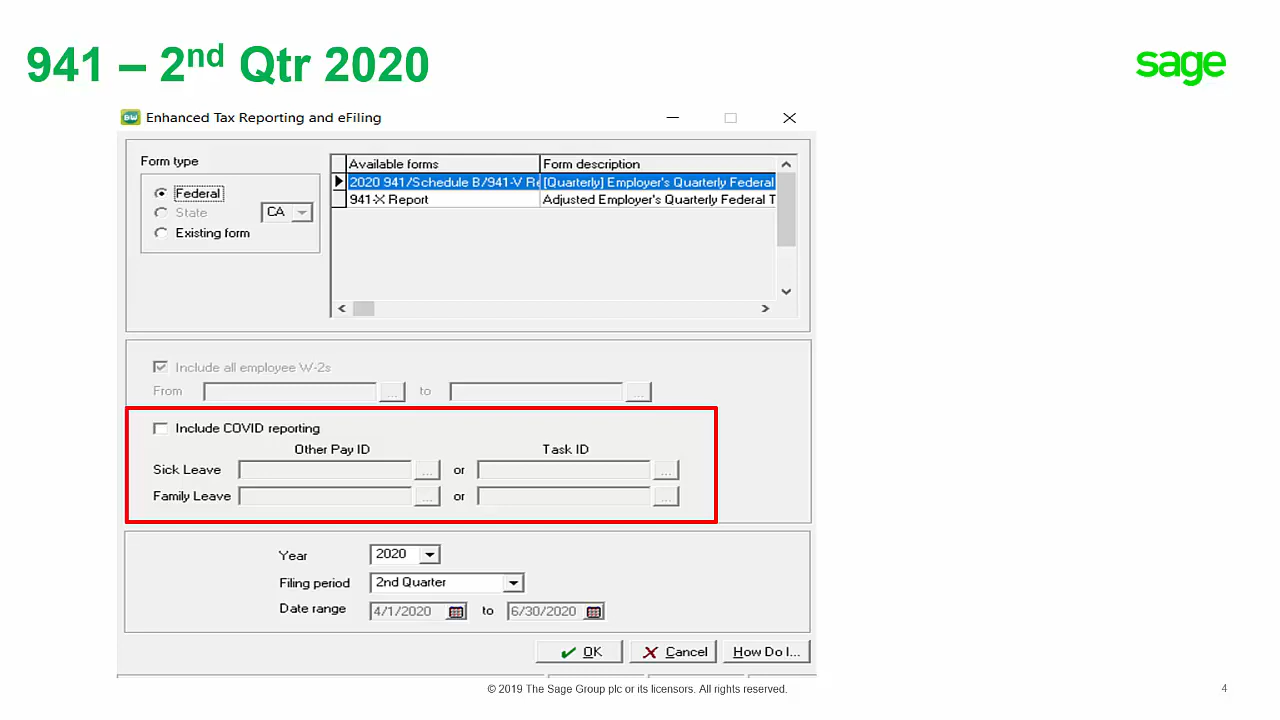 941 – 2nd Qtr 2020
sage
BW Enhanced Tax Reporting and eFiling
Form type
Federal
State CA
Existing form
Available forms Form description
2020 941/Schedule B/941-V Re [Quarterly] Employer's Quarterly Federal
941-X Report Adjusted Employer's Quarterly Federal T
Include all employee W-2s
From ... to ...
Include COVID reporting
Other Pay ID Task ID
Sick Leave ... or ...
Family Leave ... or ...
Year 2020
Filing period 2nd Quarter
Date range 4/1/2020 to 6/30/2020
OK Cancel How Do I...
© 2019 The Sage Group plc or its licensors. All rights reserved.
4